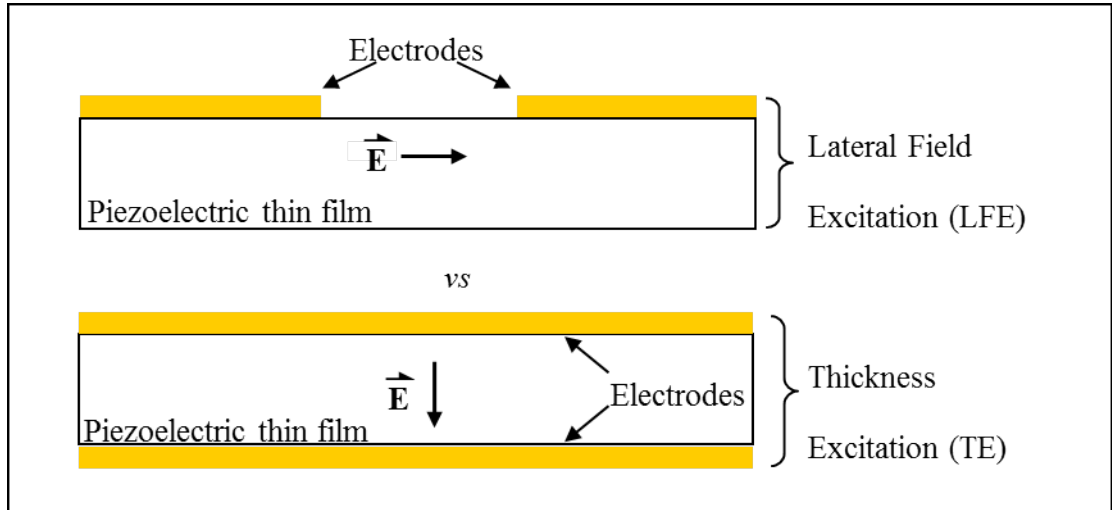 Electrodes
E
Piezoelectric thin film
Lateral Field
Excitation (LFE)
vs
E
Electrodes
Piezoelectric thin film
Thickness
Excitation (TE)